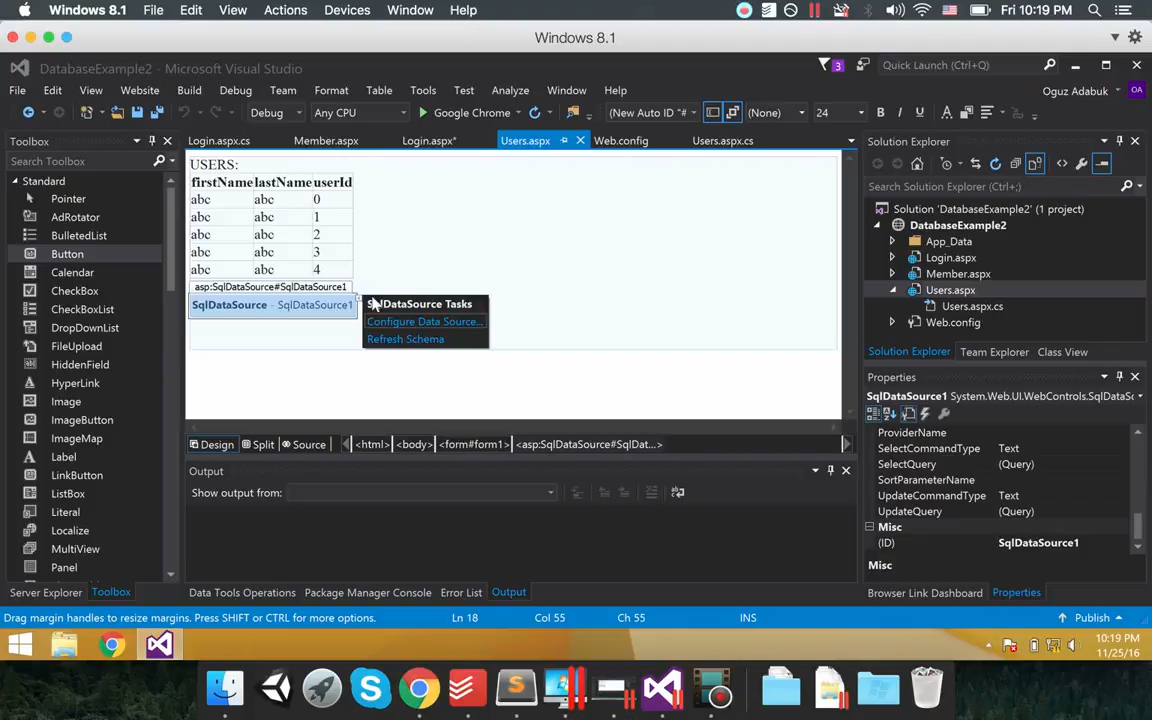 Windows 8.1 File Edit View Actions Devices Window Help Fri 10:19 PM
Windows 8.1
DatabaseExample2 - Microsoft Visual Studio 3 Quick Launch (Ctrl+Q)
File Edit View Website Build Debug Team Format Table Tools Test Analyze Window Help Oguz Adabuk OA
Debug Any CPU Google Chrome (New Auto ID "# (None) 24
Toolbox
Search Toolbox
Standard
Pointer
AdRotator
BulletedList
Button
Calendar
CheckBox
CheckBoxList
DropDownList
FileUpload
HiddenField
HyperLink
Image
ImageButton
ImageMap
Label
LinkButton
ListBox
Literal
Localize
MultiView
Panel
Server Explorer Toolbox
Login.aspx.cs Member.aspx Login.aspx* Users.aspx Web.config Users.aspx.cs
USERS:
firstName lastName userId
abc abc 0
abc abc 1
abc abc 2
abc abc 3
abc abc 4
asp:SqlDataSource#SqlDataSource1
SqlDataSource - SqlDataSource1
SqlDataSource Tasks
Configure Data Source...
Refresh Schema
Design Split Source <html> <body> <form#form1> <asp:SqlDataSource#SqlDat...>
Output
Show output from:
Data Tools Operations Package Manager Console Error List Output
Solution Explorer
Search Solution Explorer (Ctrl+;)
Solution 'DatabaseExample2' (1 project)
DatabaseExample2
App_Data
Login.aspx
Member.aspx
Users.aspx
Users.aspx.cs
Web.config
Solution Explorer Team Explorer Class View
Properties
SqlDataSource1 System.Web.UI.WebControls.SqlDataSc
ProviderName
SelectCommandType Text
SelectQuery (Query)
SortParameterName
UpdateCommandType Text
UpdateQuery (Query)
Misc
(ID) SqlDataSource1
Misc
Browser Link Dashboard Properties
Drag margin handles to resize margins. Press SHIFT or CTRL for more options. Ln 18 Col 55 Ch 55 INS Publish
10:19 PM
11/25/16